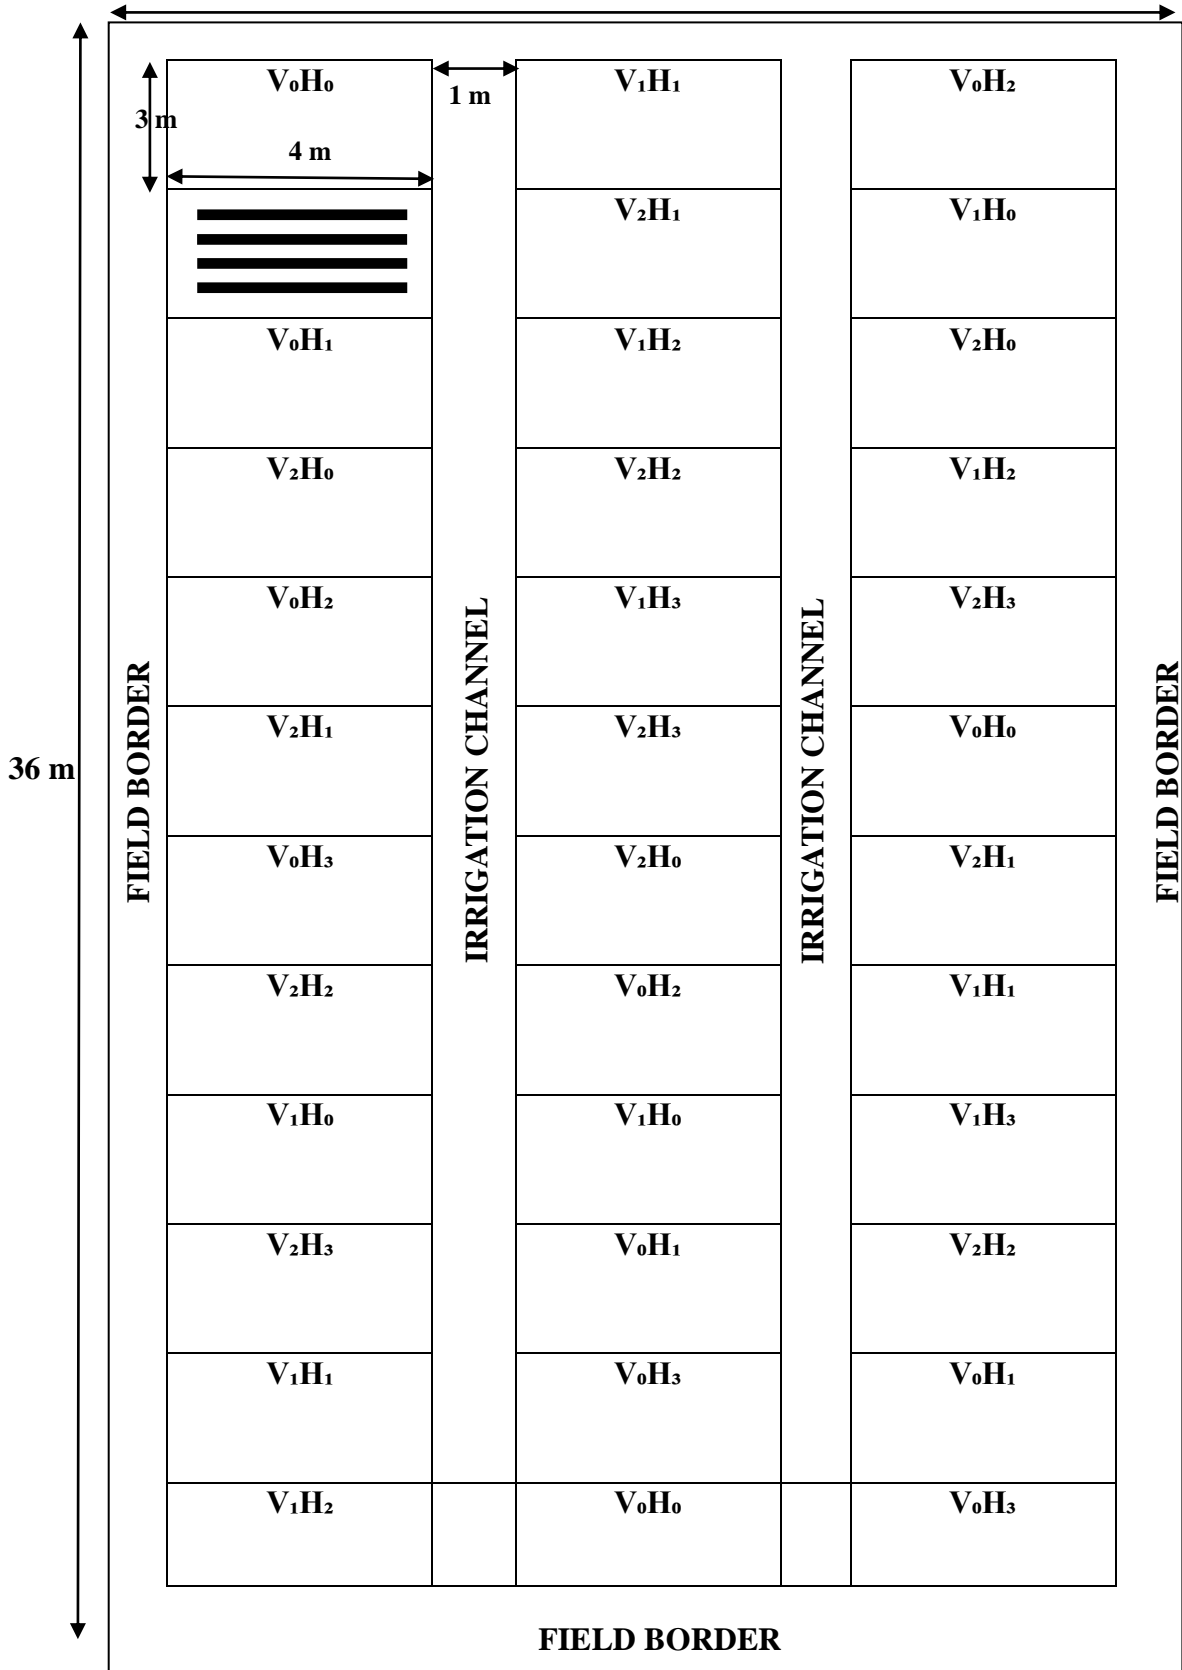 V₀H₀ V₁H₁ V₀H₂
1 m
3 m
4 m
V₂H₁ V₁H₀
V₀H₁ V₁H₂ V₂H₀
V₂H₀ V₂H₂ V₁H₂
V₀H₂ V₁H₃ V₂H₃
V₂H₁ V₂H₃ V₀H₀
36 m
FIELD BORDER
IRRIGATION CHANNEL
IRRIGATION CHANNEL
FIELD BORDER
V₀H₃ V₂H₀ V₂H₁
V₂H₂ V₀H₂ V₁H₁
V₁H₀ V₁H₀ V₁H₃
V₂H₃ V₀H₁ V₂H₂
V₁H₁ V₀H₃ V₀H₁
V₁H₂ V₀H₀ V₀H₃
FIELD BORDER